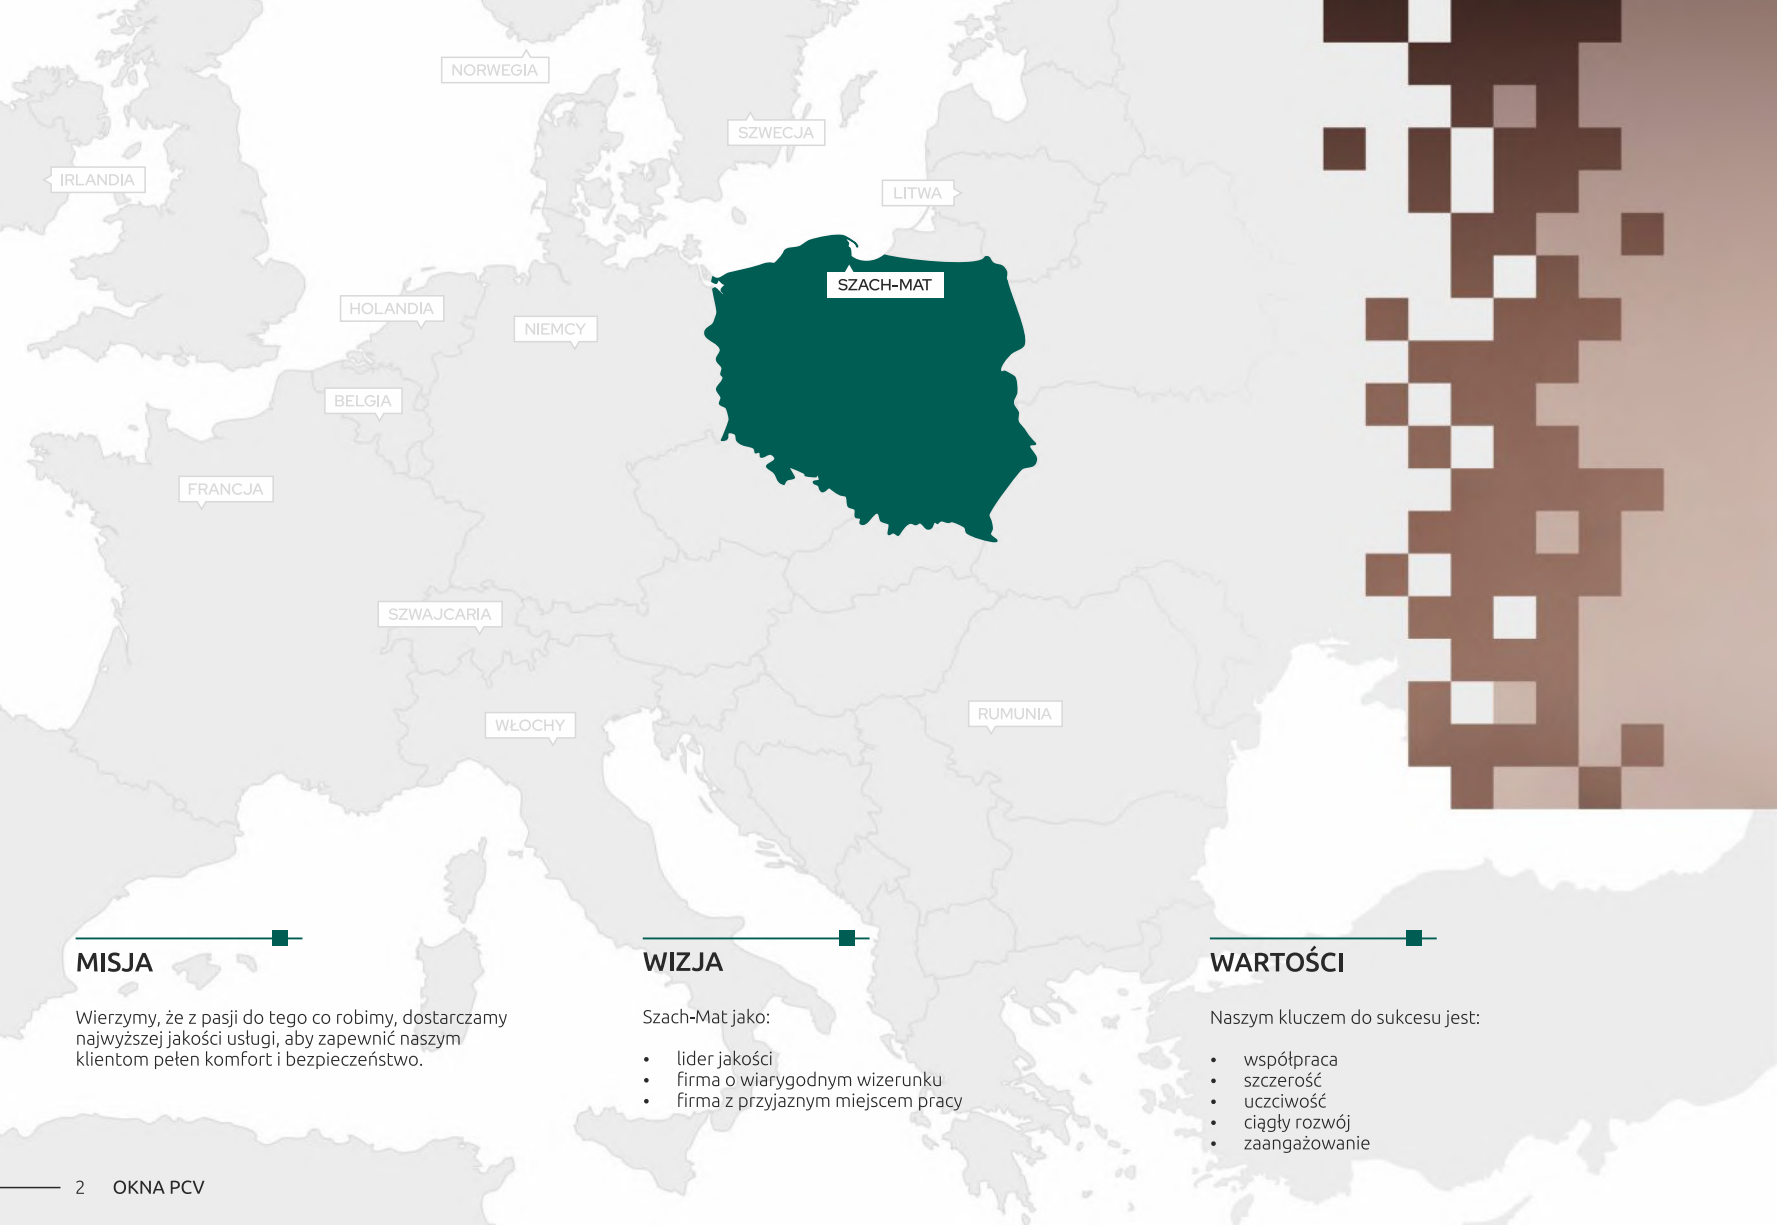 NORWEGIA
SZWECJA
IRLANDIA
LITWA
SZACH-MAT
HOLANDIA
NIEMCY
BELGIA
FRANCJA
SZWAJCARIA
WŁOCHY
RUMUNIA
MISJA
Wierzymy, że z pasji do tego co robimy, dostarczamy
najwyższej jakości usługi, aby zapewnić naszym
klientom pełen komfort i bezpieczeństwo.
WIZJA
Szach-Mat jako:
• lider jakości
• firma o wiarygodnym wizerunku
• firma z przyjaznym miejscem pracy
WARTOŚCI
Naszym kluczem do sukcesu jest:
• współpraca
• szczerość
• uczciwość
• ciągły rozwój
• zaangażowanie
2 OKNA PCV